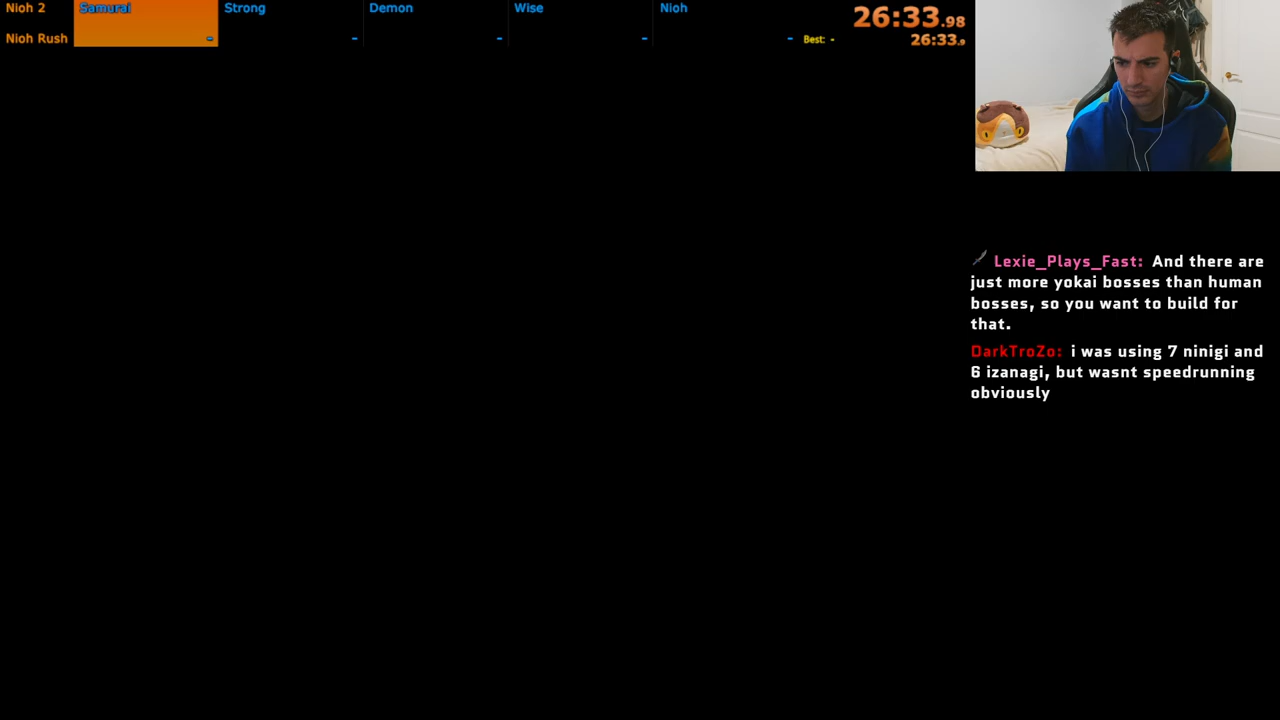 Nioh 2
Nioh Rush
Samurai
-
Strong
-
Demon
-
Wise
-
Nioh
-
Best: -
26:33.98
26:33.9
Lexie_Plays_Fast: And there are
just more yokai bosses than human
bosses, so you want to build for
that.
DarkTroZo: i was using 7 ninigi and
6 izanagi, but wasnt speedrunning
obviously